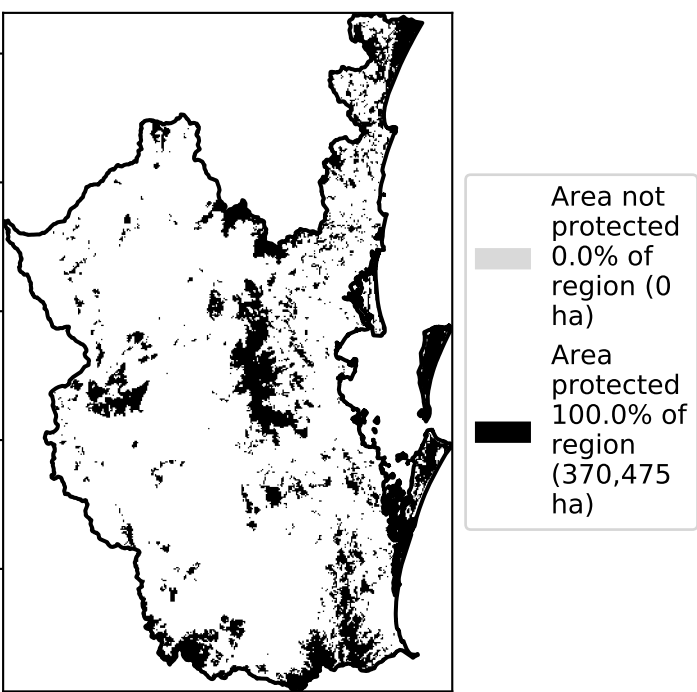 Area not
protected
0.0% of
region (0
ha)
Area
protected
100.0% of
region
(370,475
ha)